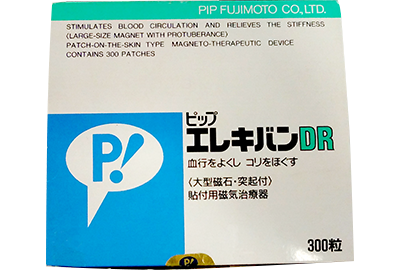 PIP FUJIMOTO CO., LTD.
STIMULATES BLOOD CIRCULATION AND RELIEVES THE STIFFNESS
(LARGE-SIZE MAGNET WITH PROTUBERANCE)
PATCH-ON-THE-SKIN TYPE MAGNETO-THERAPEUTIC DEVICE
CONTAINS 300 PATCHES
ピップ
エレキバンDR
P!
血行をよくし コリをほぐす
〈大型磁石・突起付〉
貼付用磁気治療器
300粒
P!